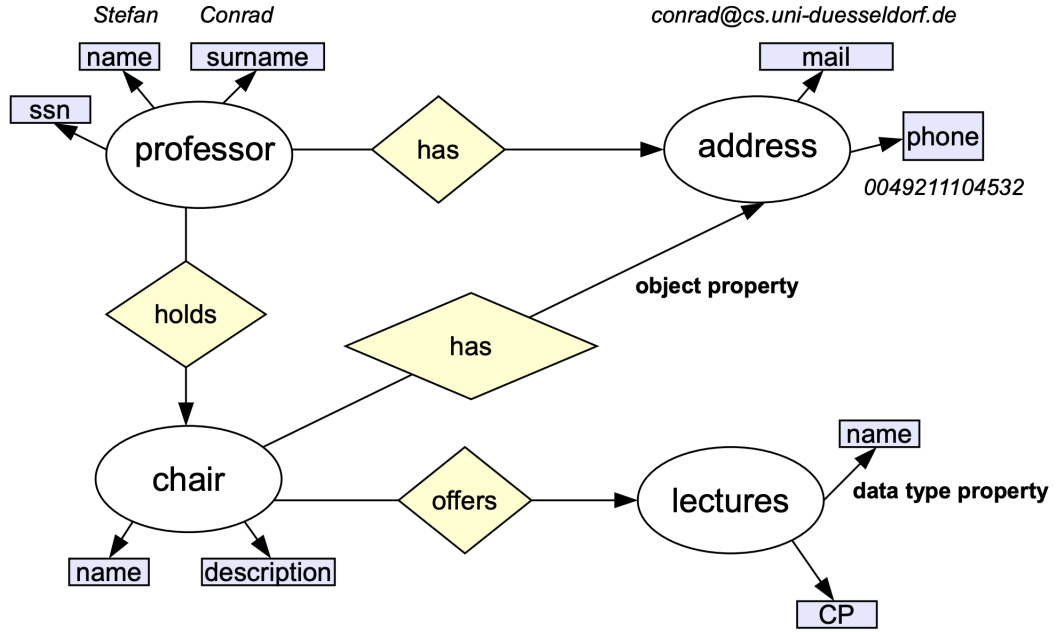 Stefan
Conrad
conrad@cs.uni-duesseldorf.de
name
surname
mail
ssn
professor
has
address
phone
0049211104532
object property
holds
has
name
chair
offers
lectures
data type property
name
description
CP